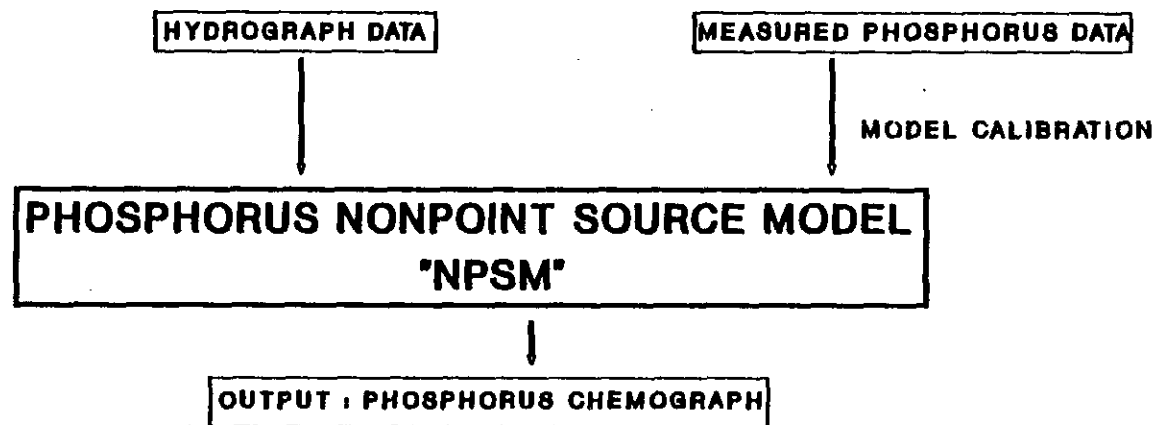 HYDROGRAPH DATA
MEASURED PHOSPHORUS DATA
MODEL CALIBRATION
PHOSPHORUS NONPOINT SOURCE MODEL
"NPSM"
OUTPUT : PHOSPHORUS CHEMOGRAPH